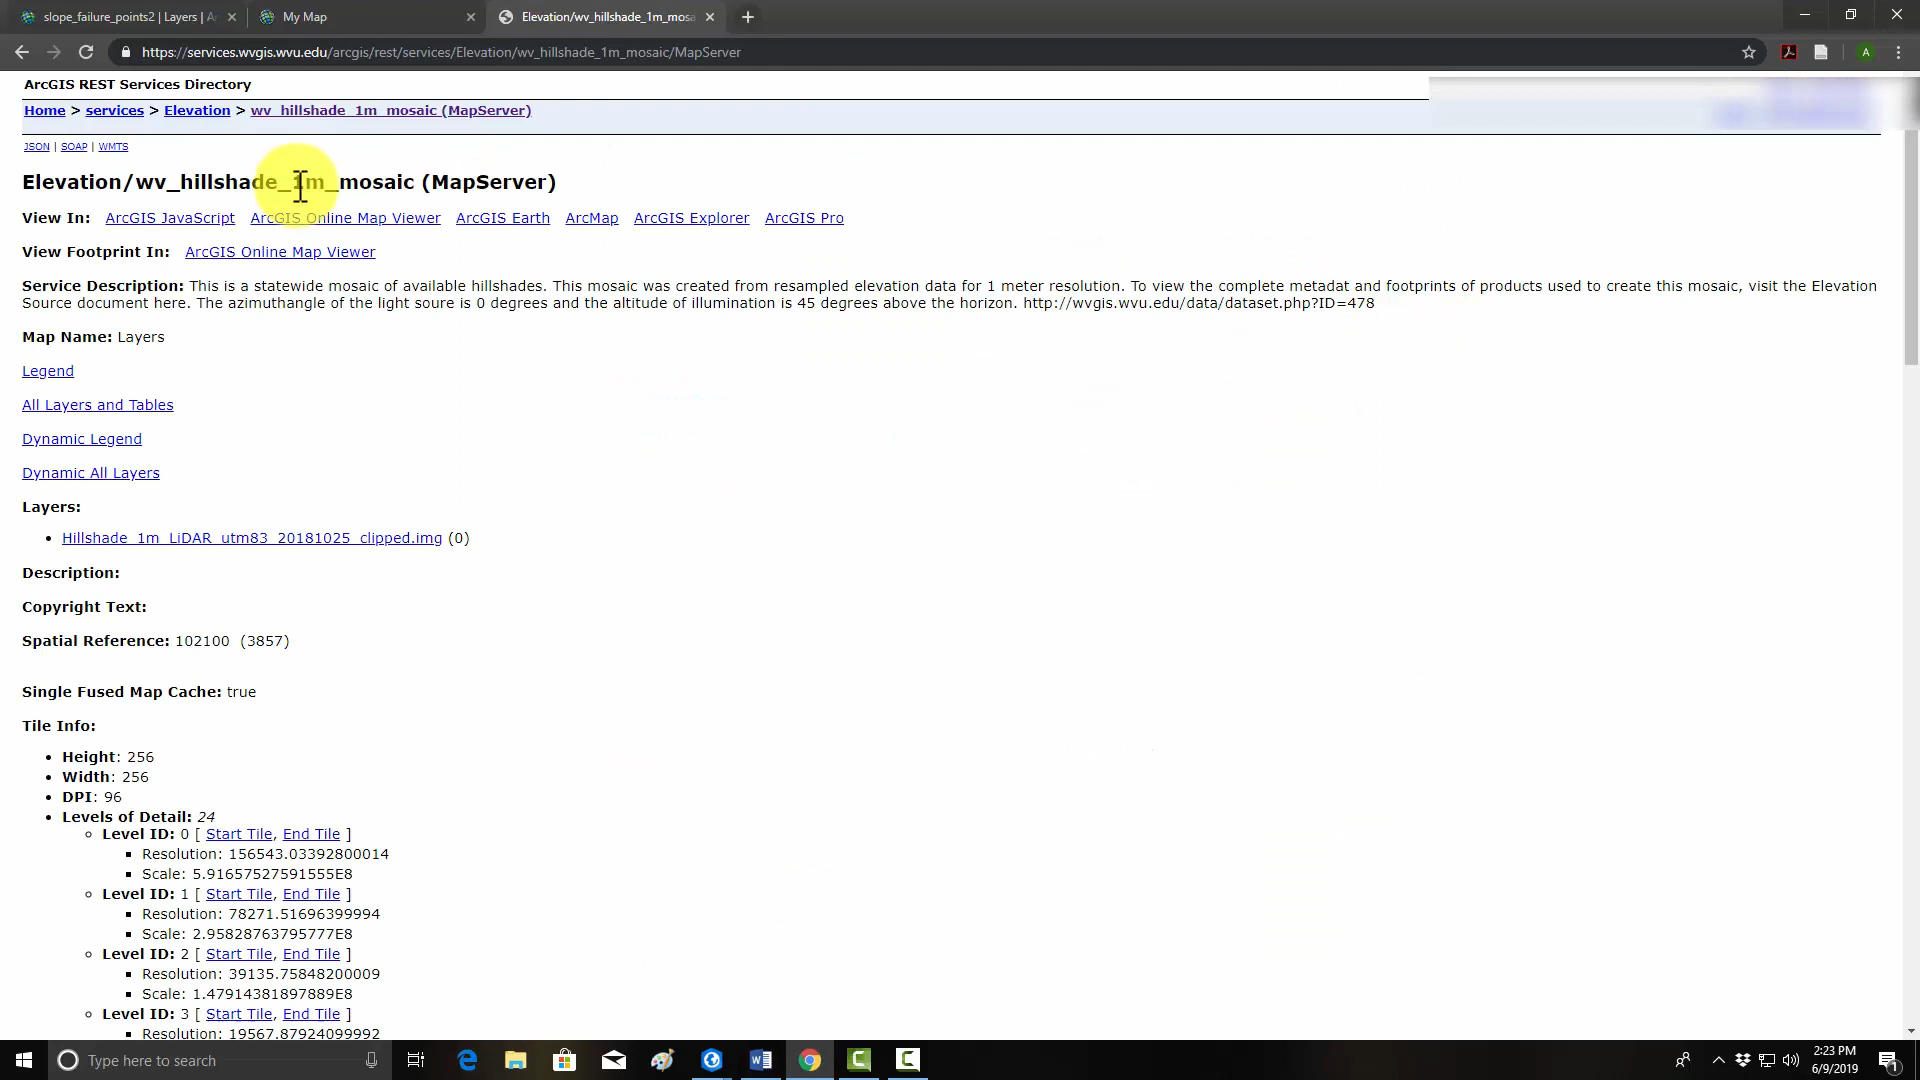 slope_failure_points2 | Layers | A
My Map
Elevation/wv_hillshade_1m_mosa
https://services.wvgis.wvu.edu/arcgis/rest/services/Elevation/wv_hillshade_1m_mosaic/MapServer
A
ArcGIS REST Services Directory
Home > services > Elevation > wv_hillshade_1m_mosaic (MapServer)
JSON | SOAP | WMTS
Elevation/wv_hillshade_1m_mosaic (MapServer)
View In: ArcGIS JavaScript ArcGIS Online Map Viewer ArcGIS Earth ArcMap ArcGIS Explorer ArcGIS Pro
View Footprint In: ArcGIS Online Map Viewer
Service Description: This is a statewide mosaic of available hillshades. This mosaic was created from resampled elevation data for 1 meter resolution. To view the complete metadat and footprints of products used to create this mosaic, visit the Elevation
Source document here. The azimuthangle of the light soure is 0 degrees and the altitude of illumination is 45 degrees above the horizon. http://wvgis.wvu.edu/data/dataset.php?ID=478
Map Name: Layers
Legend
All Layers and Tables
Dynamic Legend
Dynamic All Layers
Layers:
• Hillshade_1m_LiDAR_utm83_20181025_clipped.img (0)
Description:
Copyright Text:
Spatial Reference: 102100 (3857)
Single Fused Map Cache: true
Tile Info:
• Height: 256
• Width: 256
• DPI: 96
• Levels of Detail: 24
Level ID: 0 [ Start Tile, End Tile ]
Resolution: 156543.03392800014
Scale: 5.91657527591555E8
Level ID: 1 [ Start Tile, End Tile ]
Resolution: 78271.51696399994
Scale: 2.95828763795777E8
Level ID: 2 [ Start Tile, End Tile ]
Resolution: 39135.75848200009
Scale: 1.47914381897889E8
Level ID: 3 [ Start Tile, End Tile ]
Resolution: 19567.87924099992
Type here to search
2:23 PM
6/9/2019
1